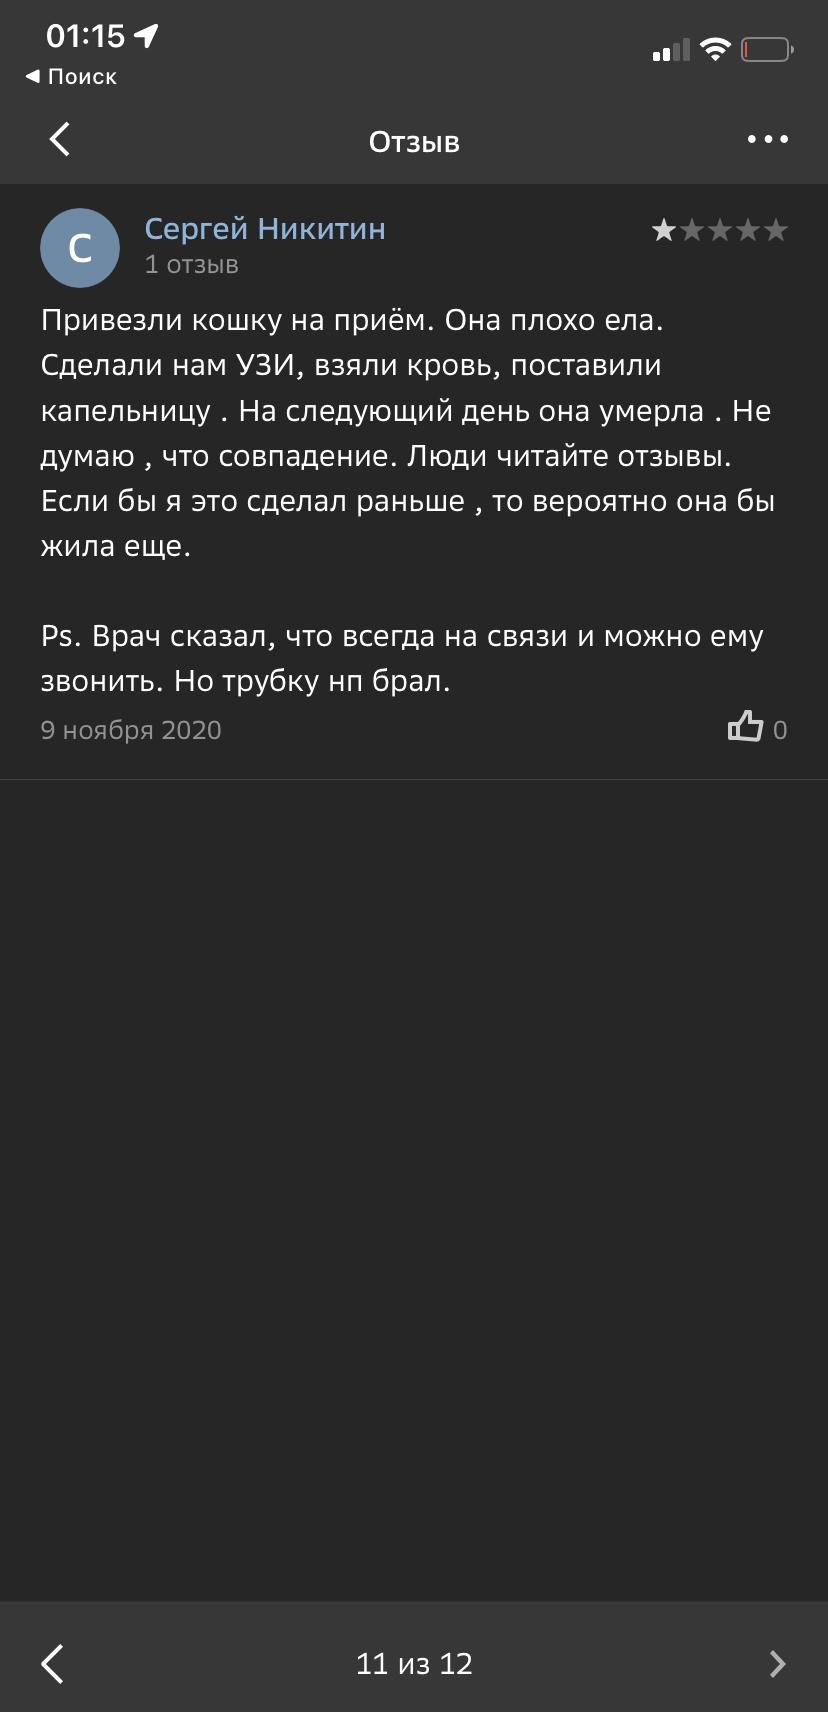 01:15
Поиск
Отзыв
С
Сергей Никитин
1 отзыв
Привезли кошку на приём. Она плохо ела.
Сделали нам УЗИ, взяли кровь, поставили
капельницу . На следующий день она умерла . Не
думаю , что совпадение. Люди читайте отзывы.
Если бы я это сделал раньше , то вероятно она бы
жила еще.
Ps. Врач сказал, что всегда на связи и можно ему
звонить. Но трубку нп брал.
9 ноября 2020
0
11 из 12